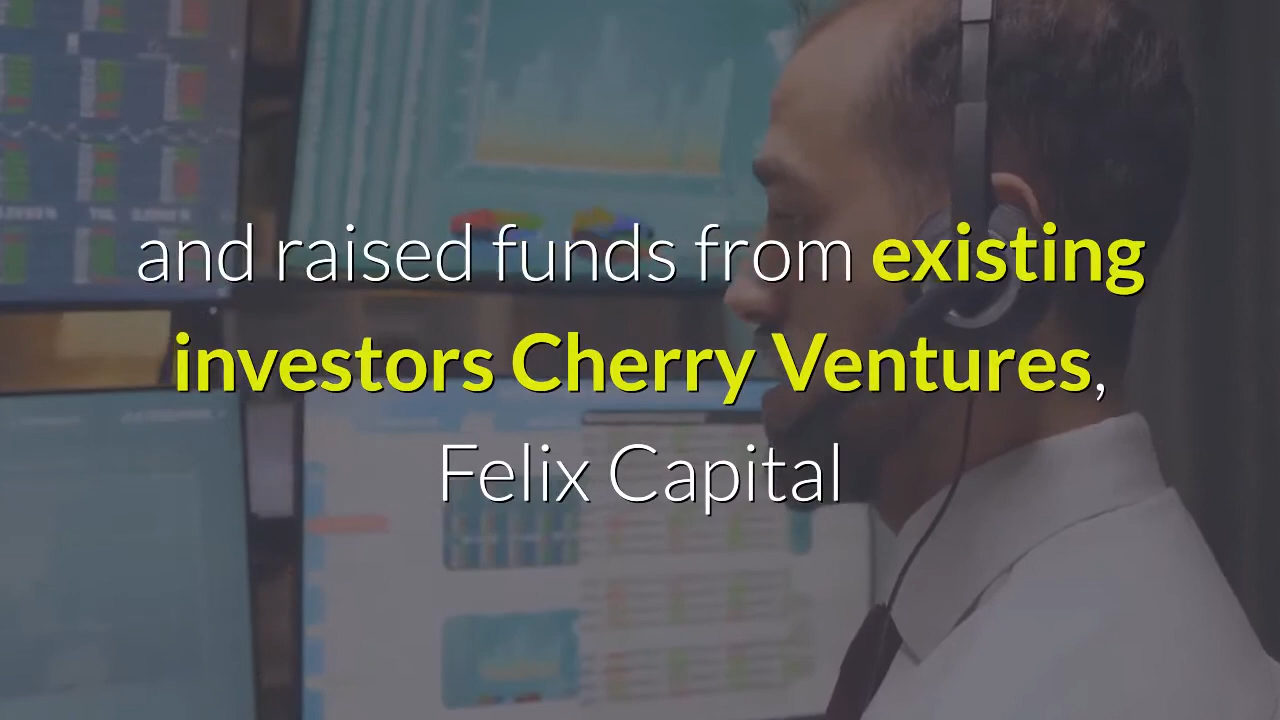 and raised funds from existing
investors Cherry Ventures,
Felix Capital